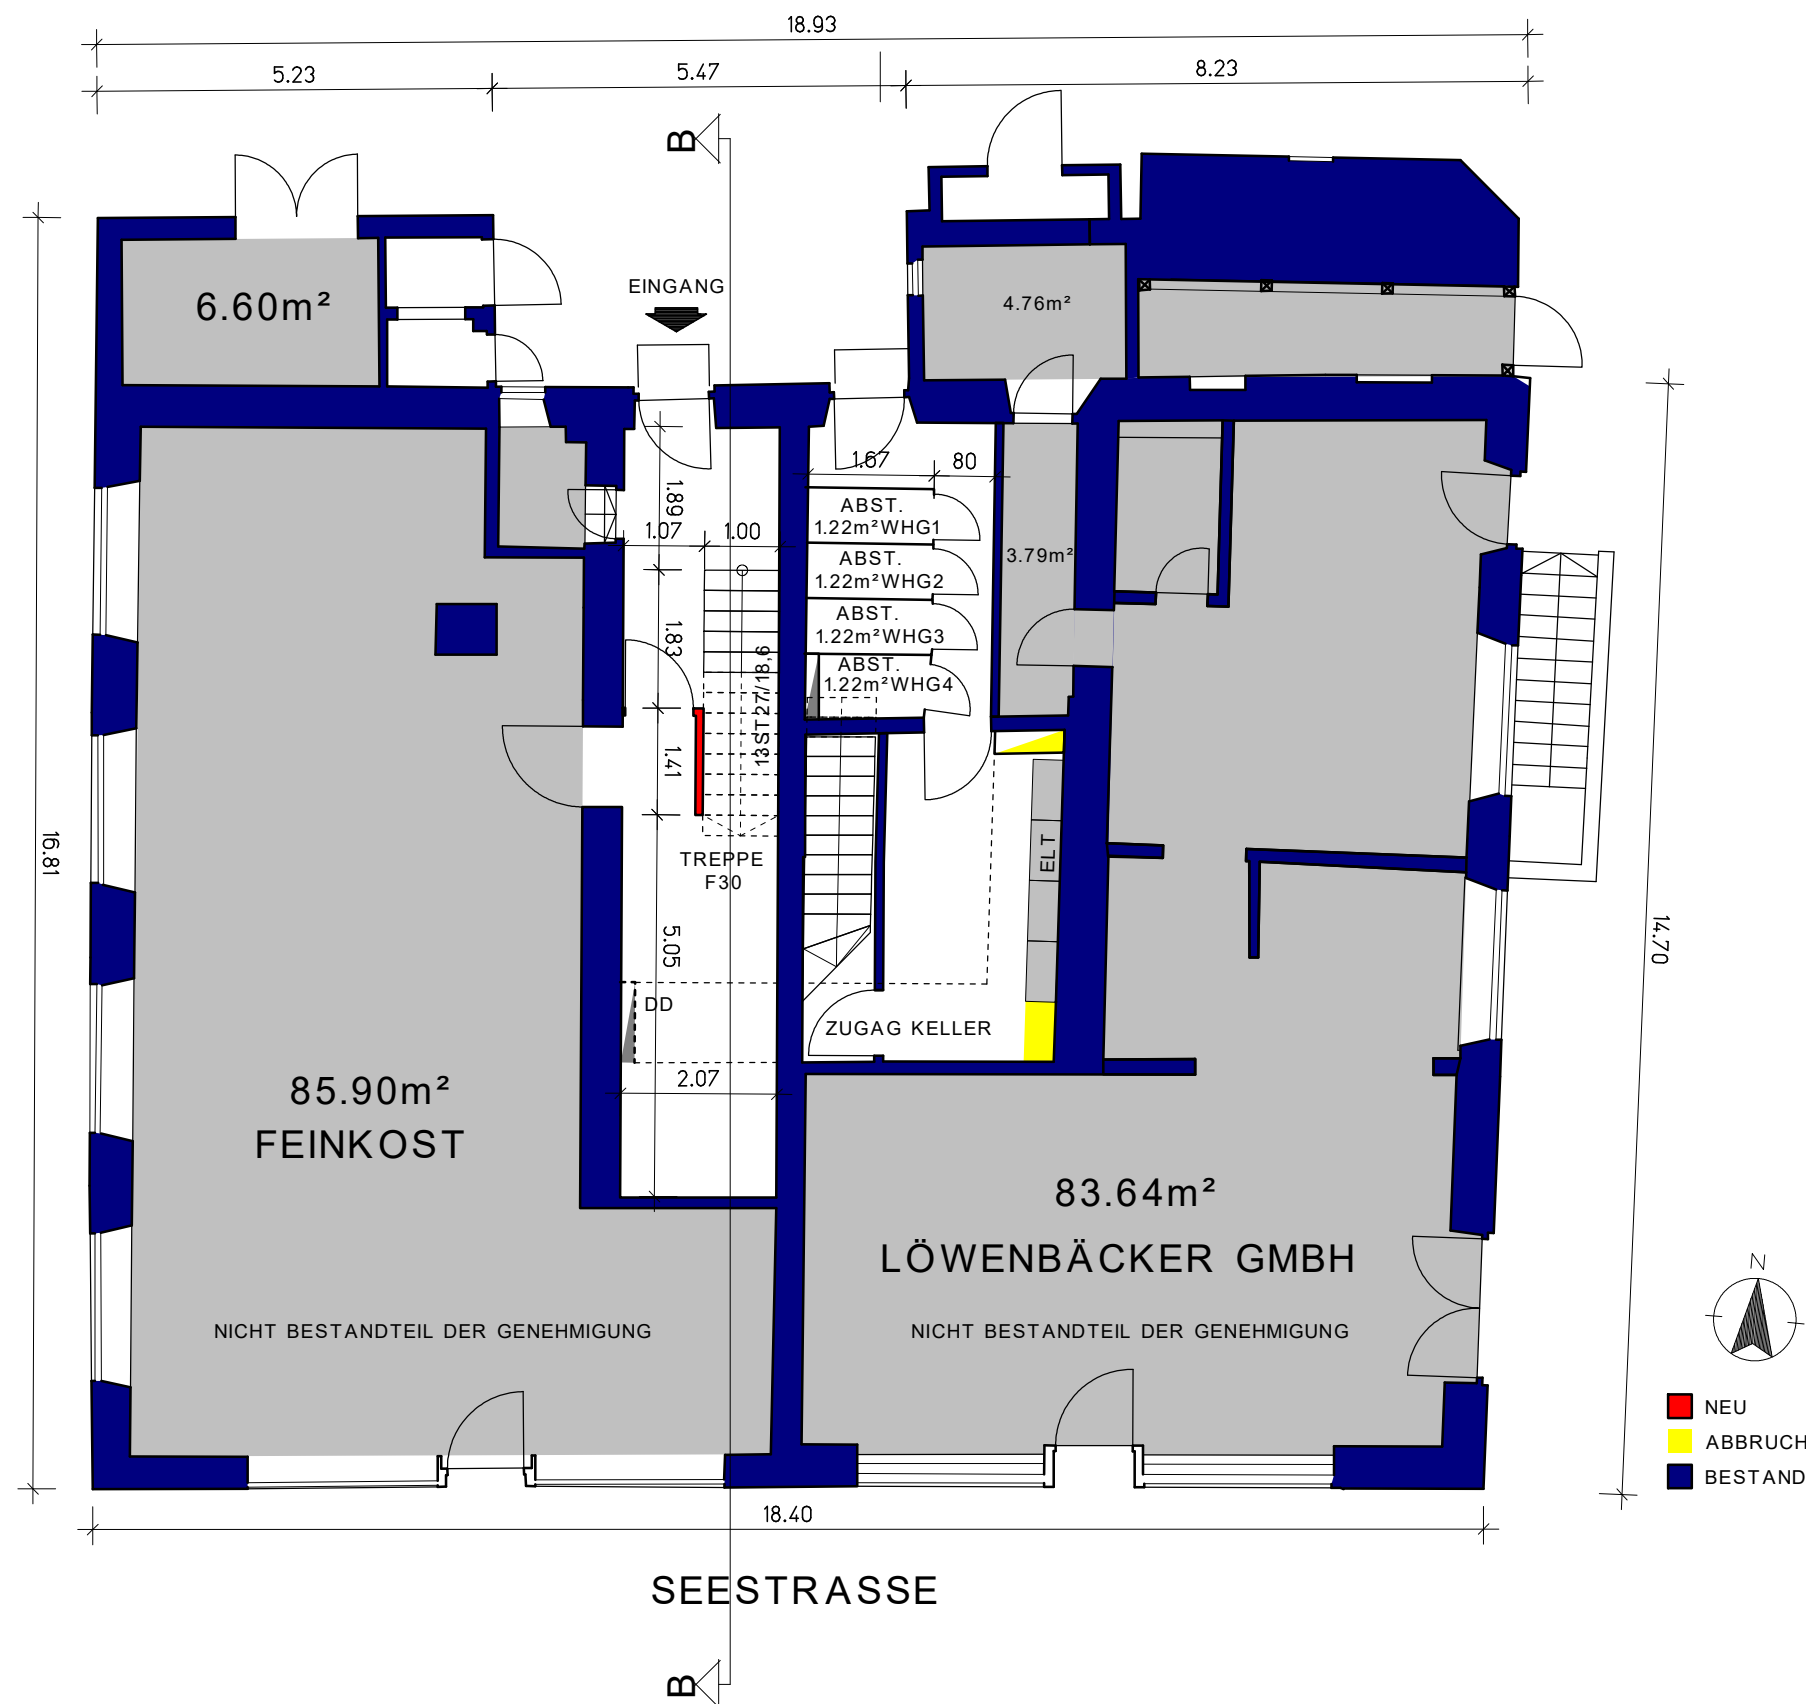 18.93
5.23
5.47
8.23
B
EINGANG
6.60m²
4.76m²
1.67
80
1.89
ABST.
1.22m²WHG1
1.07
1.00
3.79m²
ABST.
1.22m²WHG2
ABST.
1.22m²WHG3
1.83
13ST27/18,6
ABST.
1.22m²WHG4
1.41
16.81
TREPPE
F30
ELT
5.05
14.70
DD
ZUGAG KELLER
2.07
85.90m²
FEINKOST
83.64m²
LÖWENBÄCKER GMBH
NICHT BESTANDTEIL DER GENEHMIGUNG
NICHT BESTANDTEIL DER GENEHMIGUNG
N
NEU
ABBRUCH
BESTAND
18.40
SEESTRASSE
B